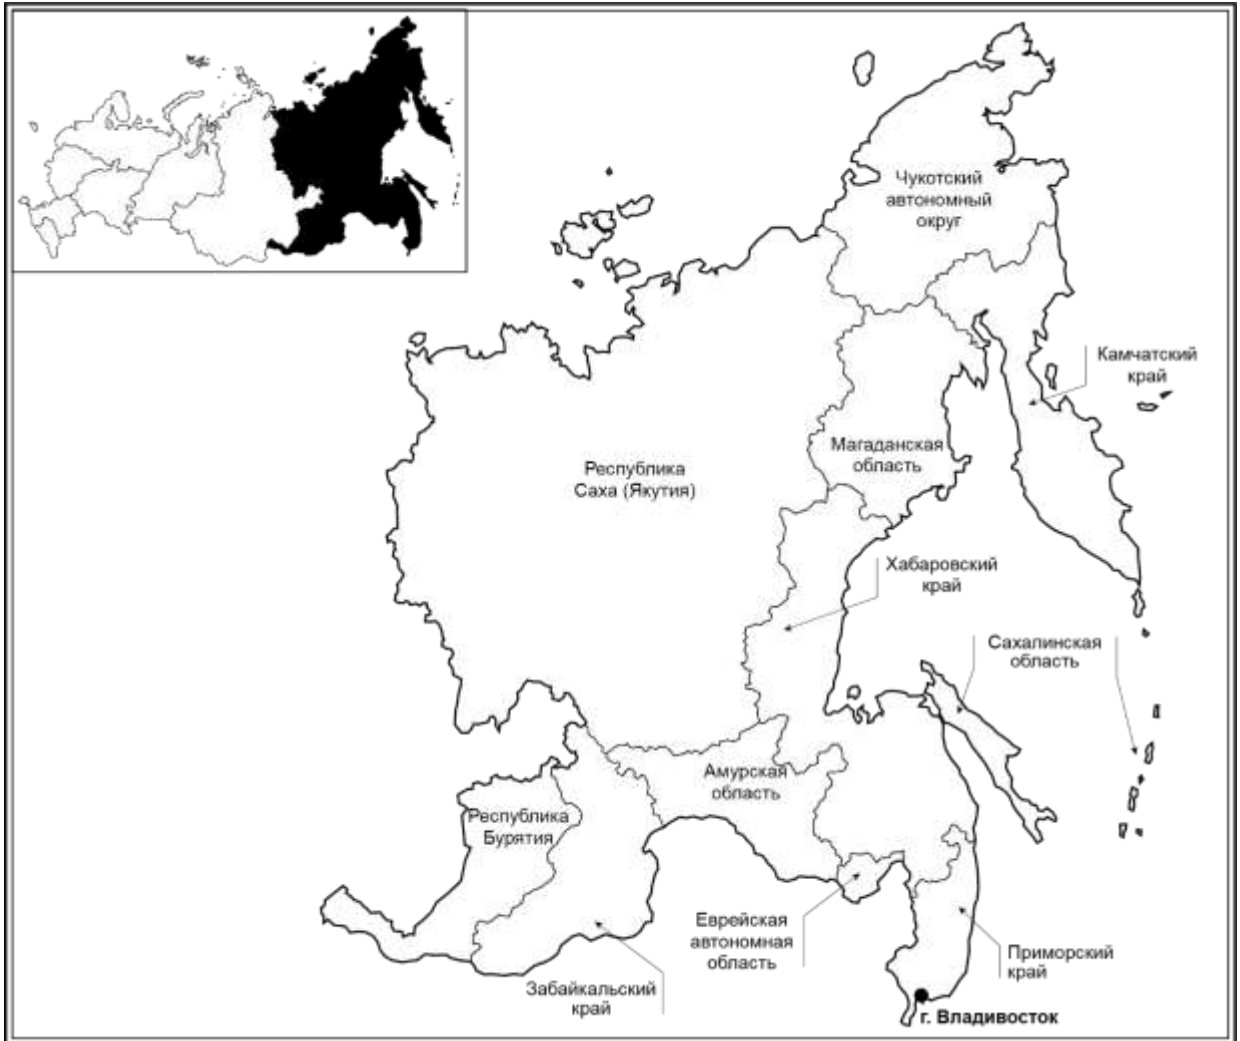 Чукотский
автономный
округ
Камчатский
край
Магаданская
область
Республика
Саха (Якутия)
Хабаровский
край
Сахалинская
область
Амурская
область
Республика
Бурятия
Еврейская
автономная
область
Приморский
край
Забайкальский
край
г. Владивосток